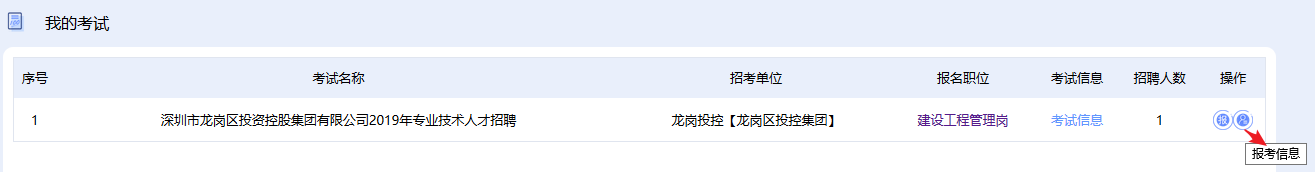 我的考试
序号 考试名称 招考单位 报名职位 考试信息 招聘人数 操作
1 深圳市龙岗区投资控股集团有限公司2019年专业技术人才招聘 龙岗投控【龙岗区投控集团】 建设工程管理岗 考试信息 1 报
报考信息